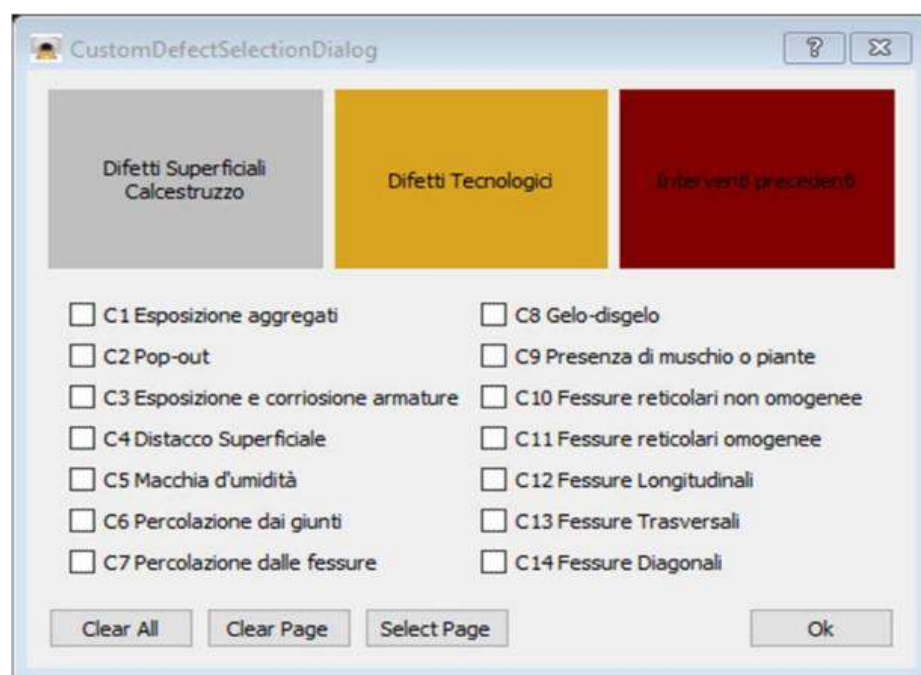 CustomDefectSelectionDialog
Difetti Superficiali
Calcestruzzo
Difetti Tecnologici
Interventi precedenti
C1 Esposizione aggregati
C2 Pop-out
C3 Esposizione e corriosione armature
C4 Distacco Superficiale
C5 Macchia d'umidità
C6 Percolazione dai giunti
C7 Percolazione dalle fessure
C8 Gelo-disgelo
C9 Presenza di muschio o piante
C10 Fessure reticolari non omogenee
C11 Fessure reticolari omogenee
C12 Fessure Longitudinali
C13 Fessure Trasversali
C14 Fessure Diagonali
Clear All
Clear Page
Select Page
Ok